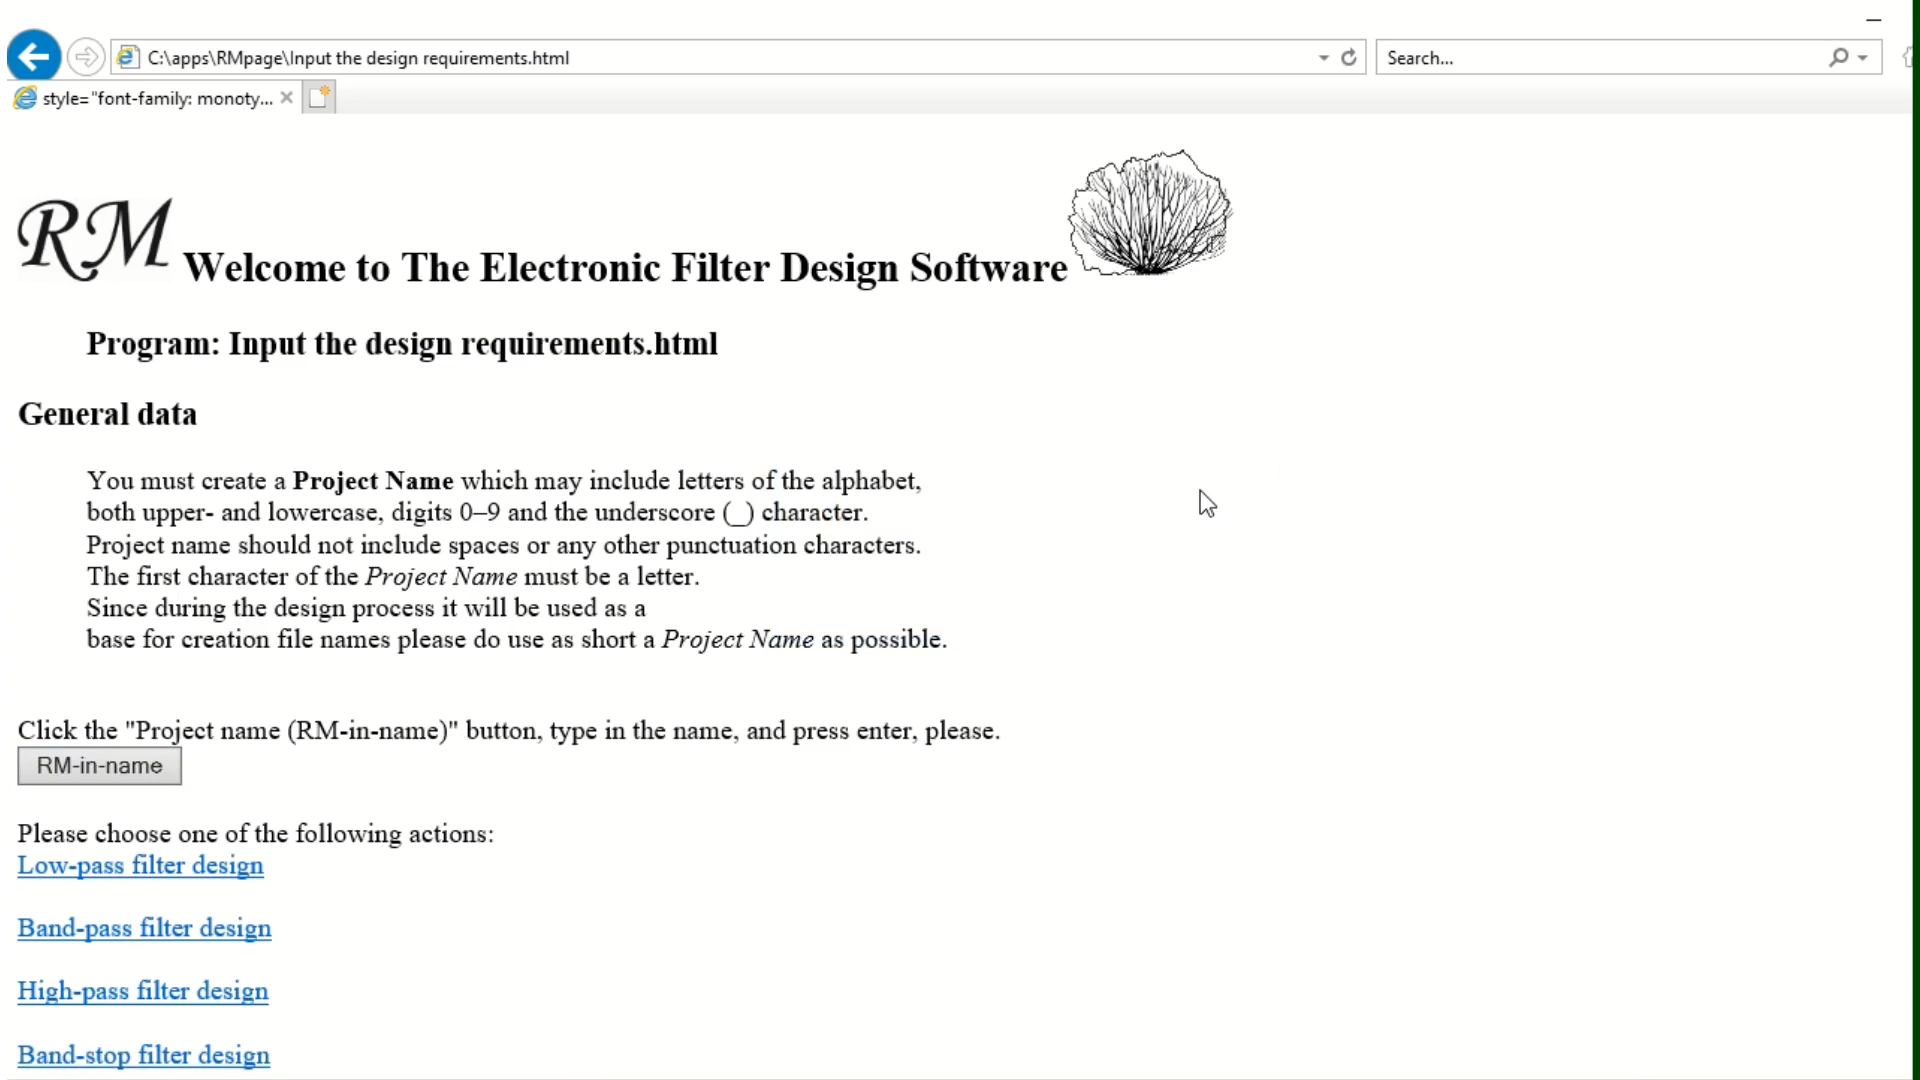 C:\apps\RMpage\Input the design requirements.html
Search...
style="font-family: monoty...
RM Welcome to The Electronic Filter Design Software
Program: Input the design requirements.html
General data
You must create a Project Name which may include letters of the alphabet,
both upper- and lowercase, digits 0–9 and the underscore (_) character.
Project name should not include spaces or any other punctuation characters.
The first character of the Project Name must be a letter.
Since during the design process it will be used as a
base for creation file names please do use as short a Project Name as possible.
Click the "Project name (RM-in-name)" button, type in the name, and press enter, please.
RM-in-name
Please choose one of the following actions:
Low-pass filter design
Band-pass filter design
High-pass filter design
Band-stop filter design